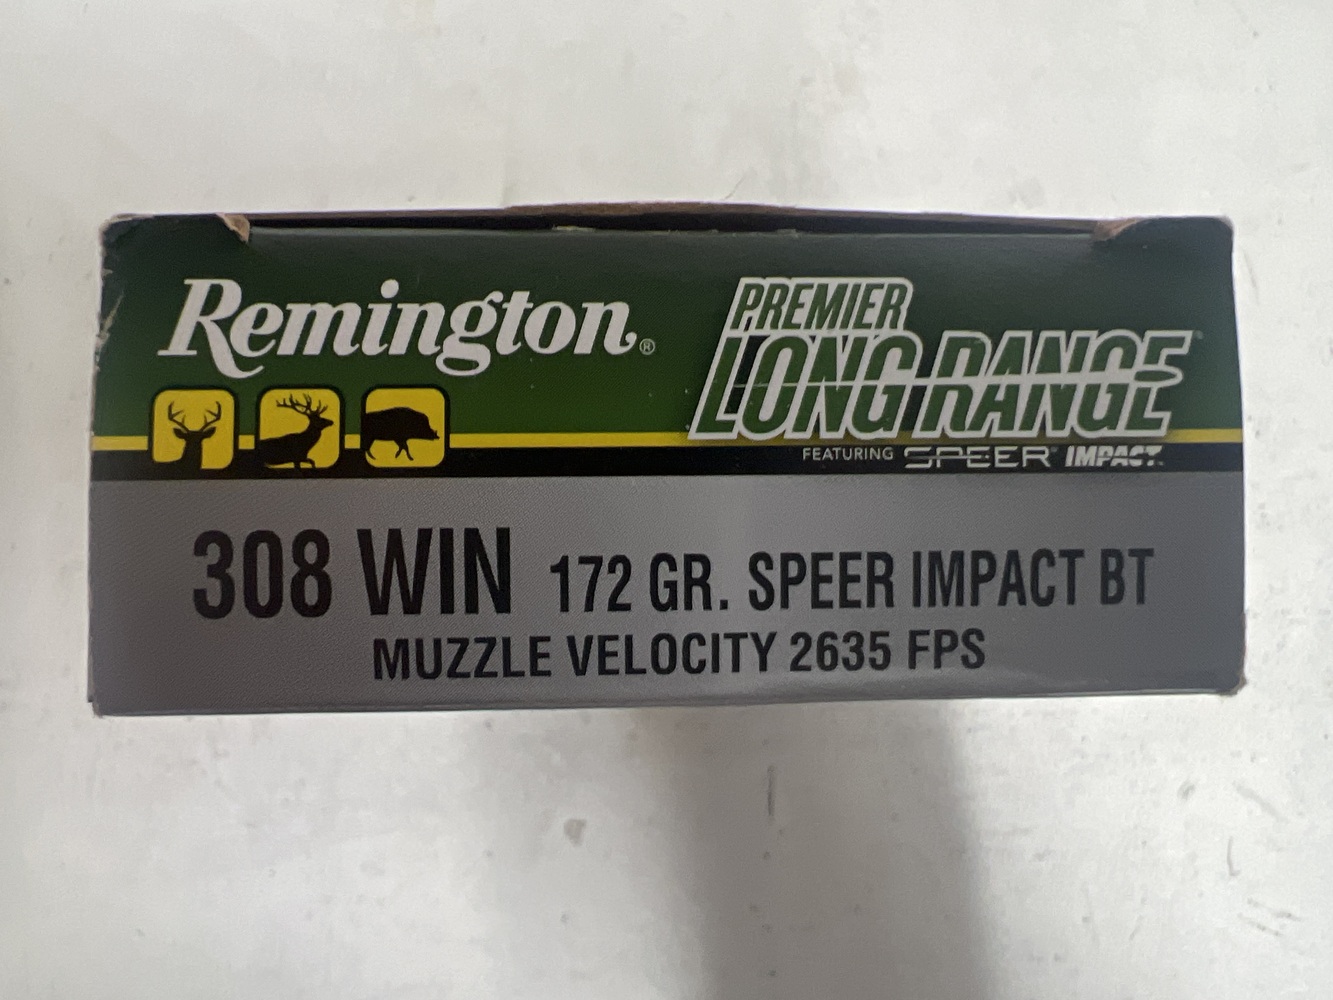 Remington®
PREMIER
LONG RANGE
FEATURING SPEER IMPACT
308 WIN 172 GR. SPEER IMPACT BT
MUZZLE VELOCITY 2635 FPS